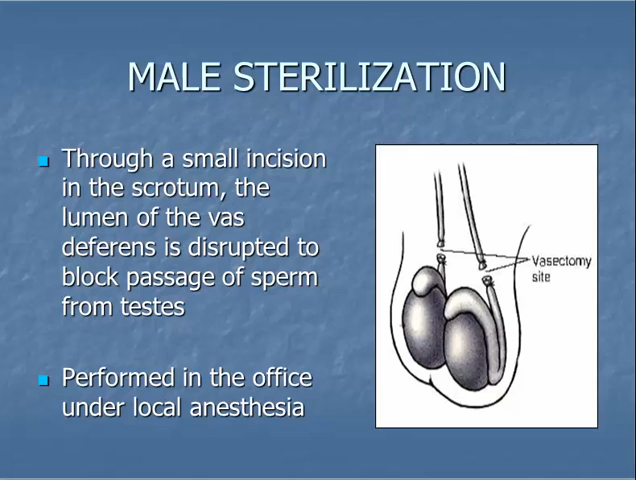 MALE STERILIZATION
Through a small incision
in the scrotum, the
lumen of the vas
deferens is disrupted to
block passage of sperm
from testes
Performed in the office
under local anesthesia
Vasectomy
site